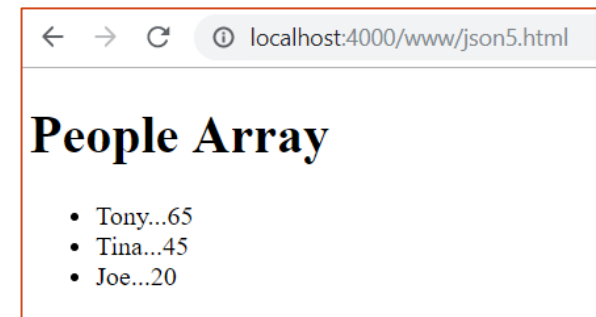 localhost:4000/www/json5.html
People Array
• Tony...65
• Tina...45
• Joe...20